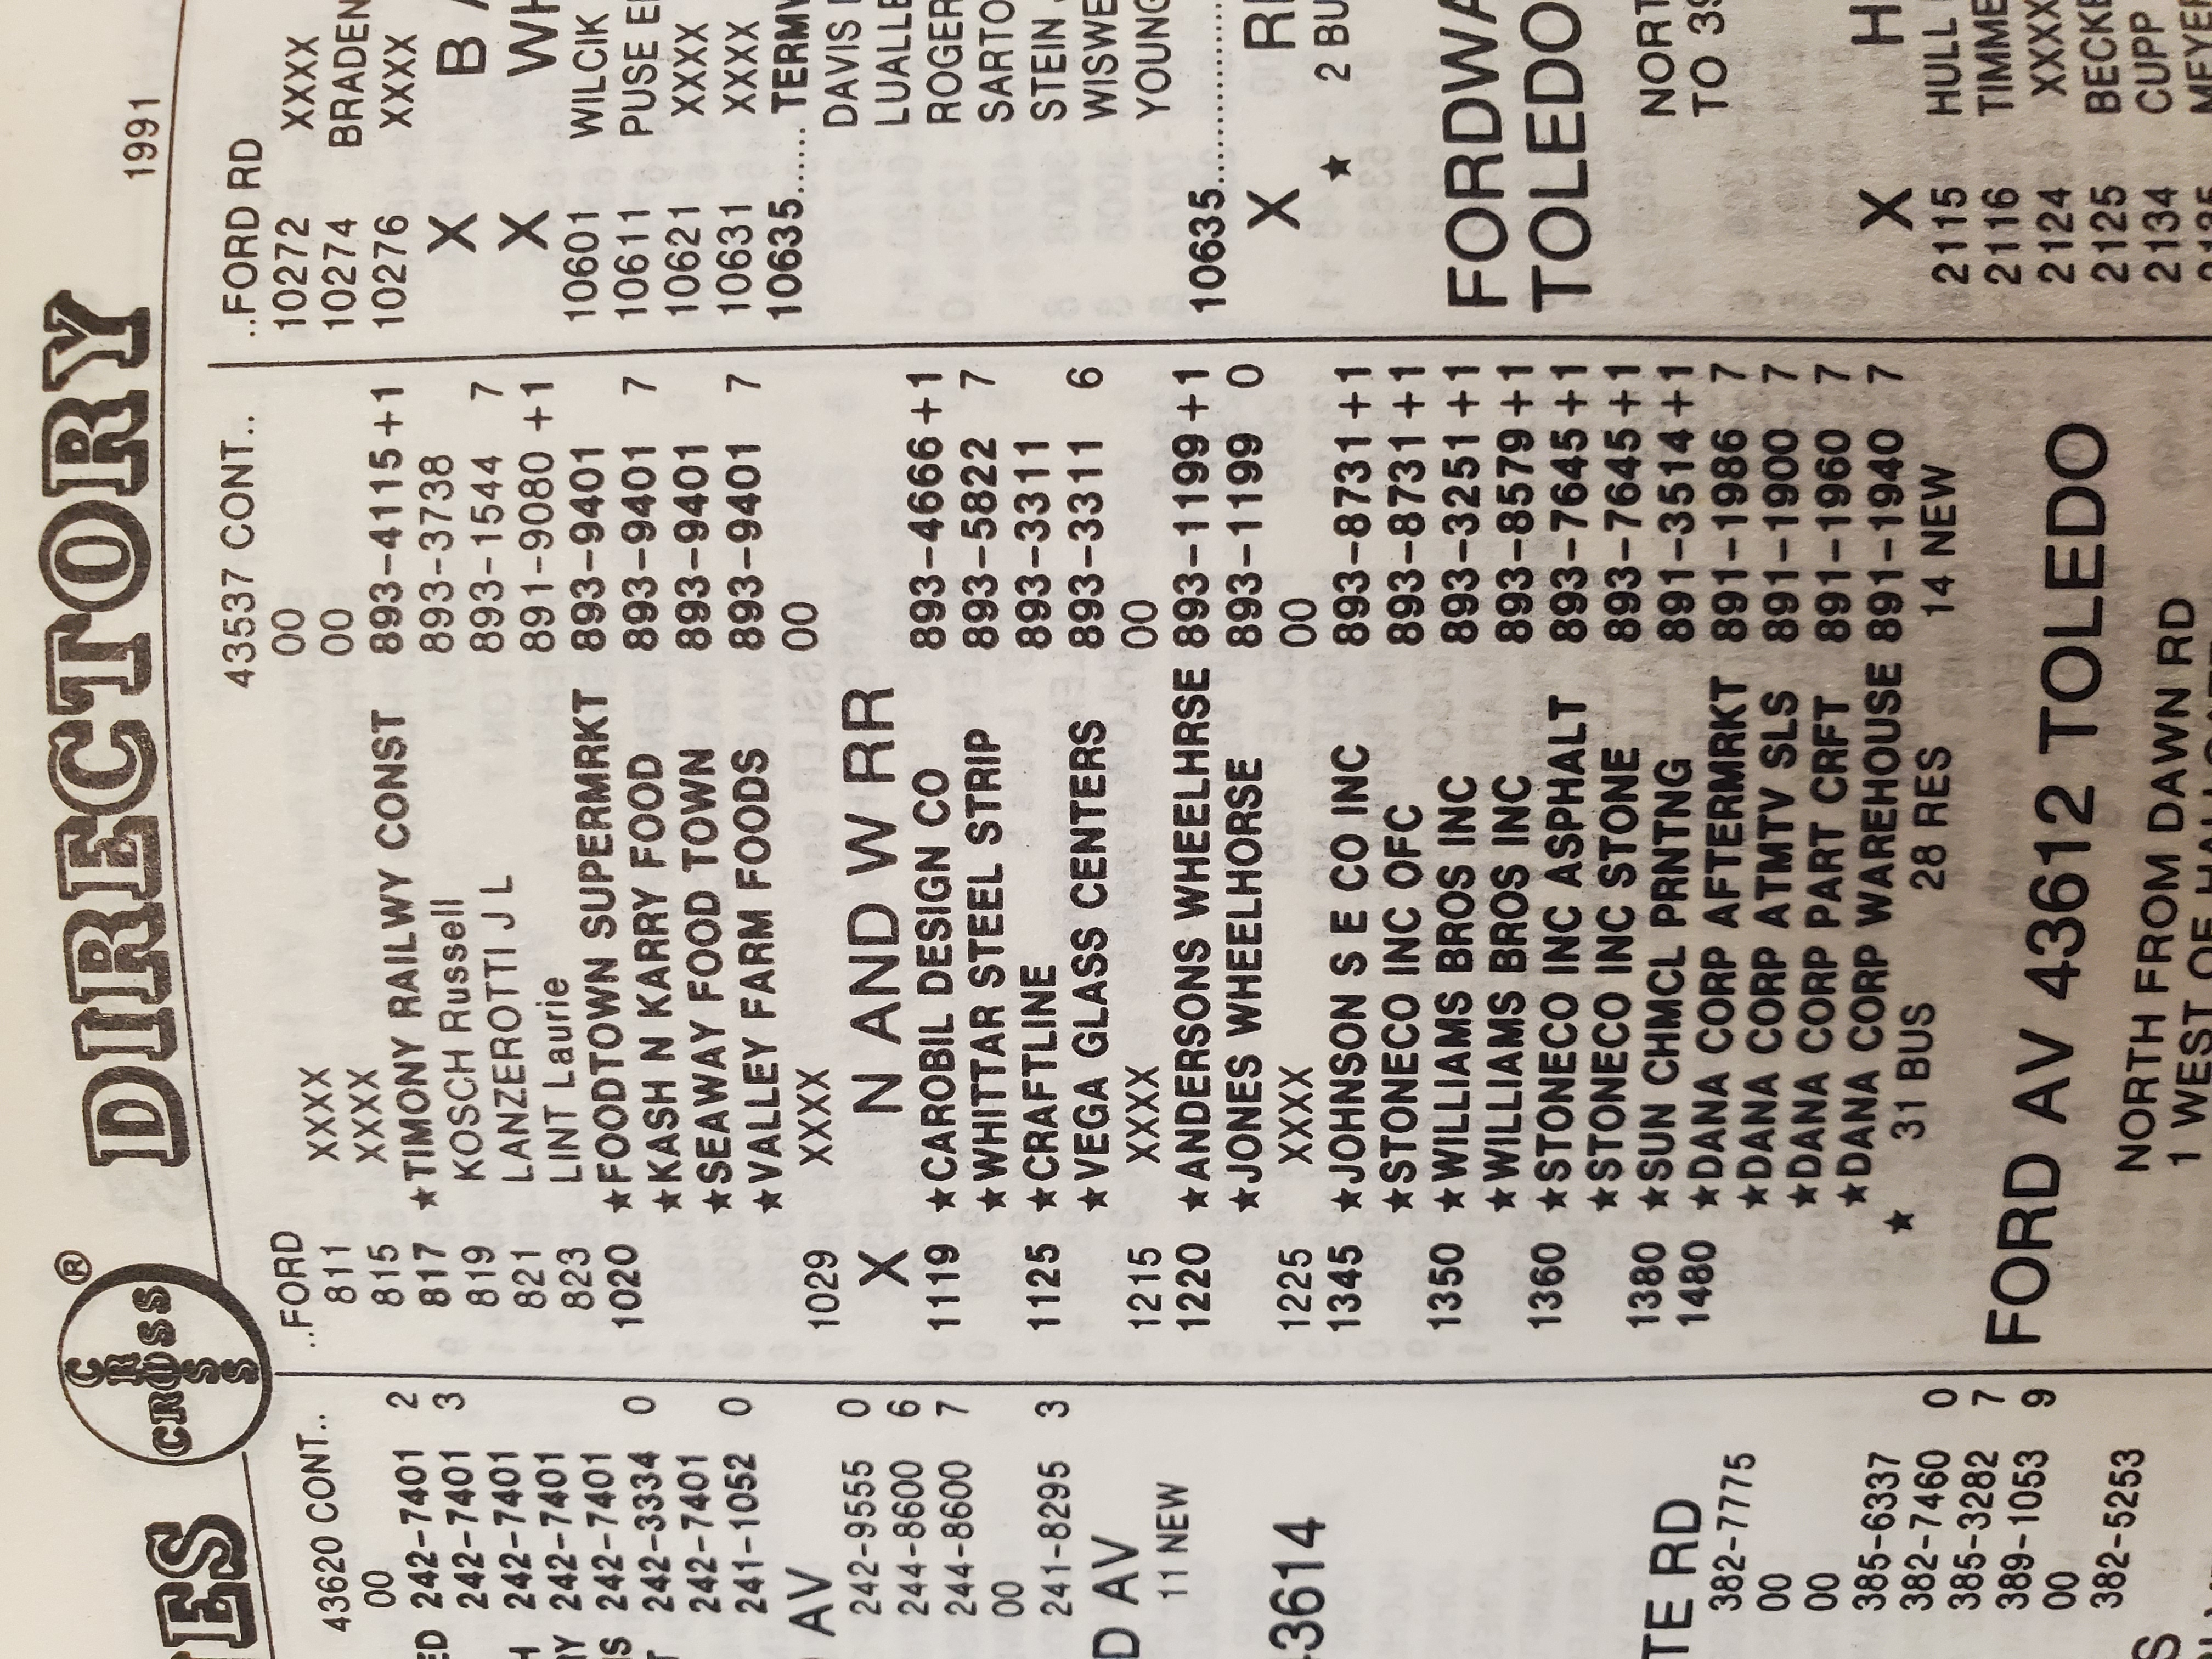 ES
CRISS CROSS ®
DIRECTORY
1991
43620 CONT..
00
ED 242-7401 2
242-7401 3
H 242-7401
Y 242-7401
S 242-7401
T 242-3334 0
242-7401
241-1052 0
AV
242-9555 0
244-8600 6
244-8600 7
00
241-8295 3
D AV
11 NEW
43614
TE RD
382-7775
00
00
385-6337
382-7460 0
385-3282 7
389-1053 9
00
382-5253
..FORD 43537 CONT..
811 XXXX 00
815 XXXX 00
817 ★TIMONY RAILWY CONST 893-4115+1
819 KOSCH Russell 893-3738
821 LANZEROTTI J L 893-1544 7
823 LINT Laurie 891-9080 +1
1020 ★FOODTOWN SUPERMRKT 893-9401
★KASH N KARRY FOOD 893-9401 7
★SEAWAY FOOD TOWN 893-9401
★VALLEY FARM FOODS 893-9401 7
1029 XXXX 00
X N AND W RR
1119 ★CAROBIL DESIGN CO 893-4666+1
★WHITTAR STEEL STRIP 893-5822 7
1125 ★CRAFTLINE 893-3311
★VEGA GLASS CENTERS 893-3311 6
1215 XXXX 00
1220 ★ANDERSONS WHEELHRSE 893-1199+1
★JONES WHEELHORSE 893-1199 0
1225 XXXX 00
1345 ★JOHNSON S E CO INC 893-8731+1
★STONECO INC OFC 893-8731+1
1350 ★WILLIAMS BROS INC 893-3251+1
★WILLIAMS BROS INC 893-8579+1
1360 ★STONECO INC ASPHALT 893-7645+1
★STONECO INC STONE 893-7645+1
1380 ★SUN CHMCL PRNTNG 891-3514+1
1480 ★DANA CORP AFTERMRKT 891-1986 7
★DANA CORP ATMTV SLS 891-1900 7
★DANA CORP PART CRFT 891-1960 7
★DANA CORP WAREHOUSE 891-1940 7
★ 31 BUS 28 RES 14 NEW
FORD AV 43612 TOLEDO
NORTH FROM DAWN RD
1 WEST OF
..FORD RD
10272 XXXX
10274 BRADEN
10276 XXXX
X B
X WH
10601 WILCIK
10611 PUSE
10621 XXXX
10631 XXXX
10635...... TERMW
DAVIS
LUALLE
ROGER
SARTO
STEIN
WISWE
YOUNG
10635..............
X RI
★ 2 BU
FORDWA
TOLEDO
NORT
TO 39
X H
2115 HULL
2116 TIMME
2124 XXXX
2125 BECKE
2134 CUPP
MEYER